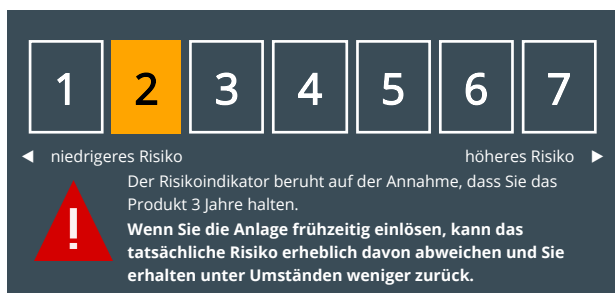 1 2 3 4 5 6 7
◄ niedrigeres Risiko höheres Risiko ►
Der Risikoindikator beruht auf der Annahme, dass Sie das
Produkt 3 Jahre halten.
!
Wenn Sie die Anlage frühzeitig einlösen, kann das
tatsächliche Risiko erheblich davon abweichen und Sie
erhalten unter Umständen weniger zurück.